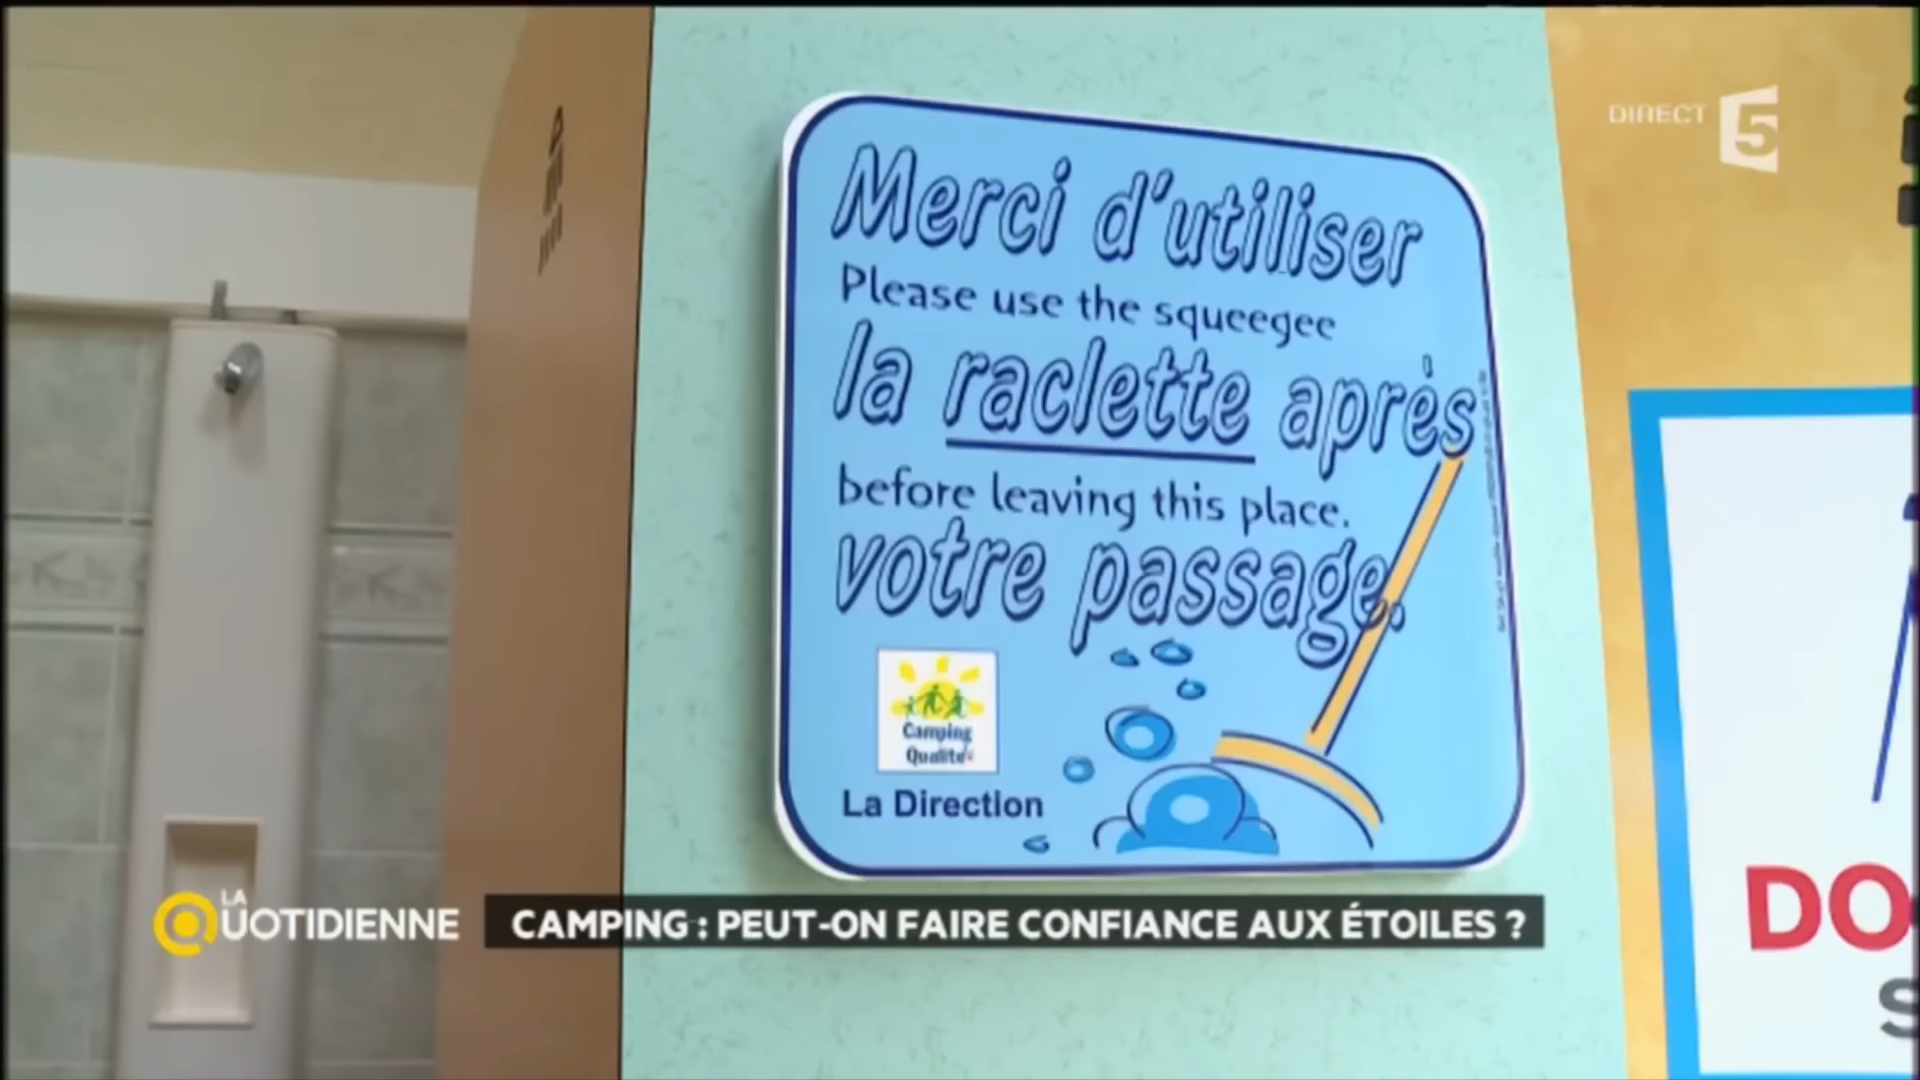 DIRECT 5
Merci d'utiliser
Please use the squeegee
la raclette après
before leaving this place.
votre passage.
Camping
Qualité
La Direction
DO
S
LA
QUOTIDIENNE
CAMPING : PEUT-ON FAIRE CONFIANCE AUX ÉTOILES ?